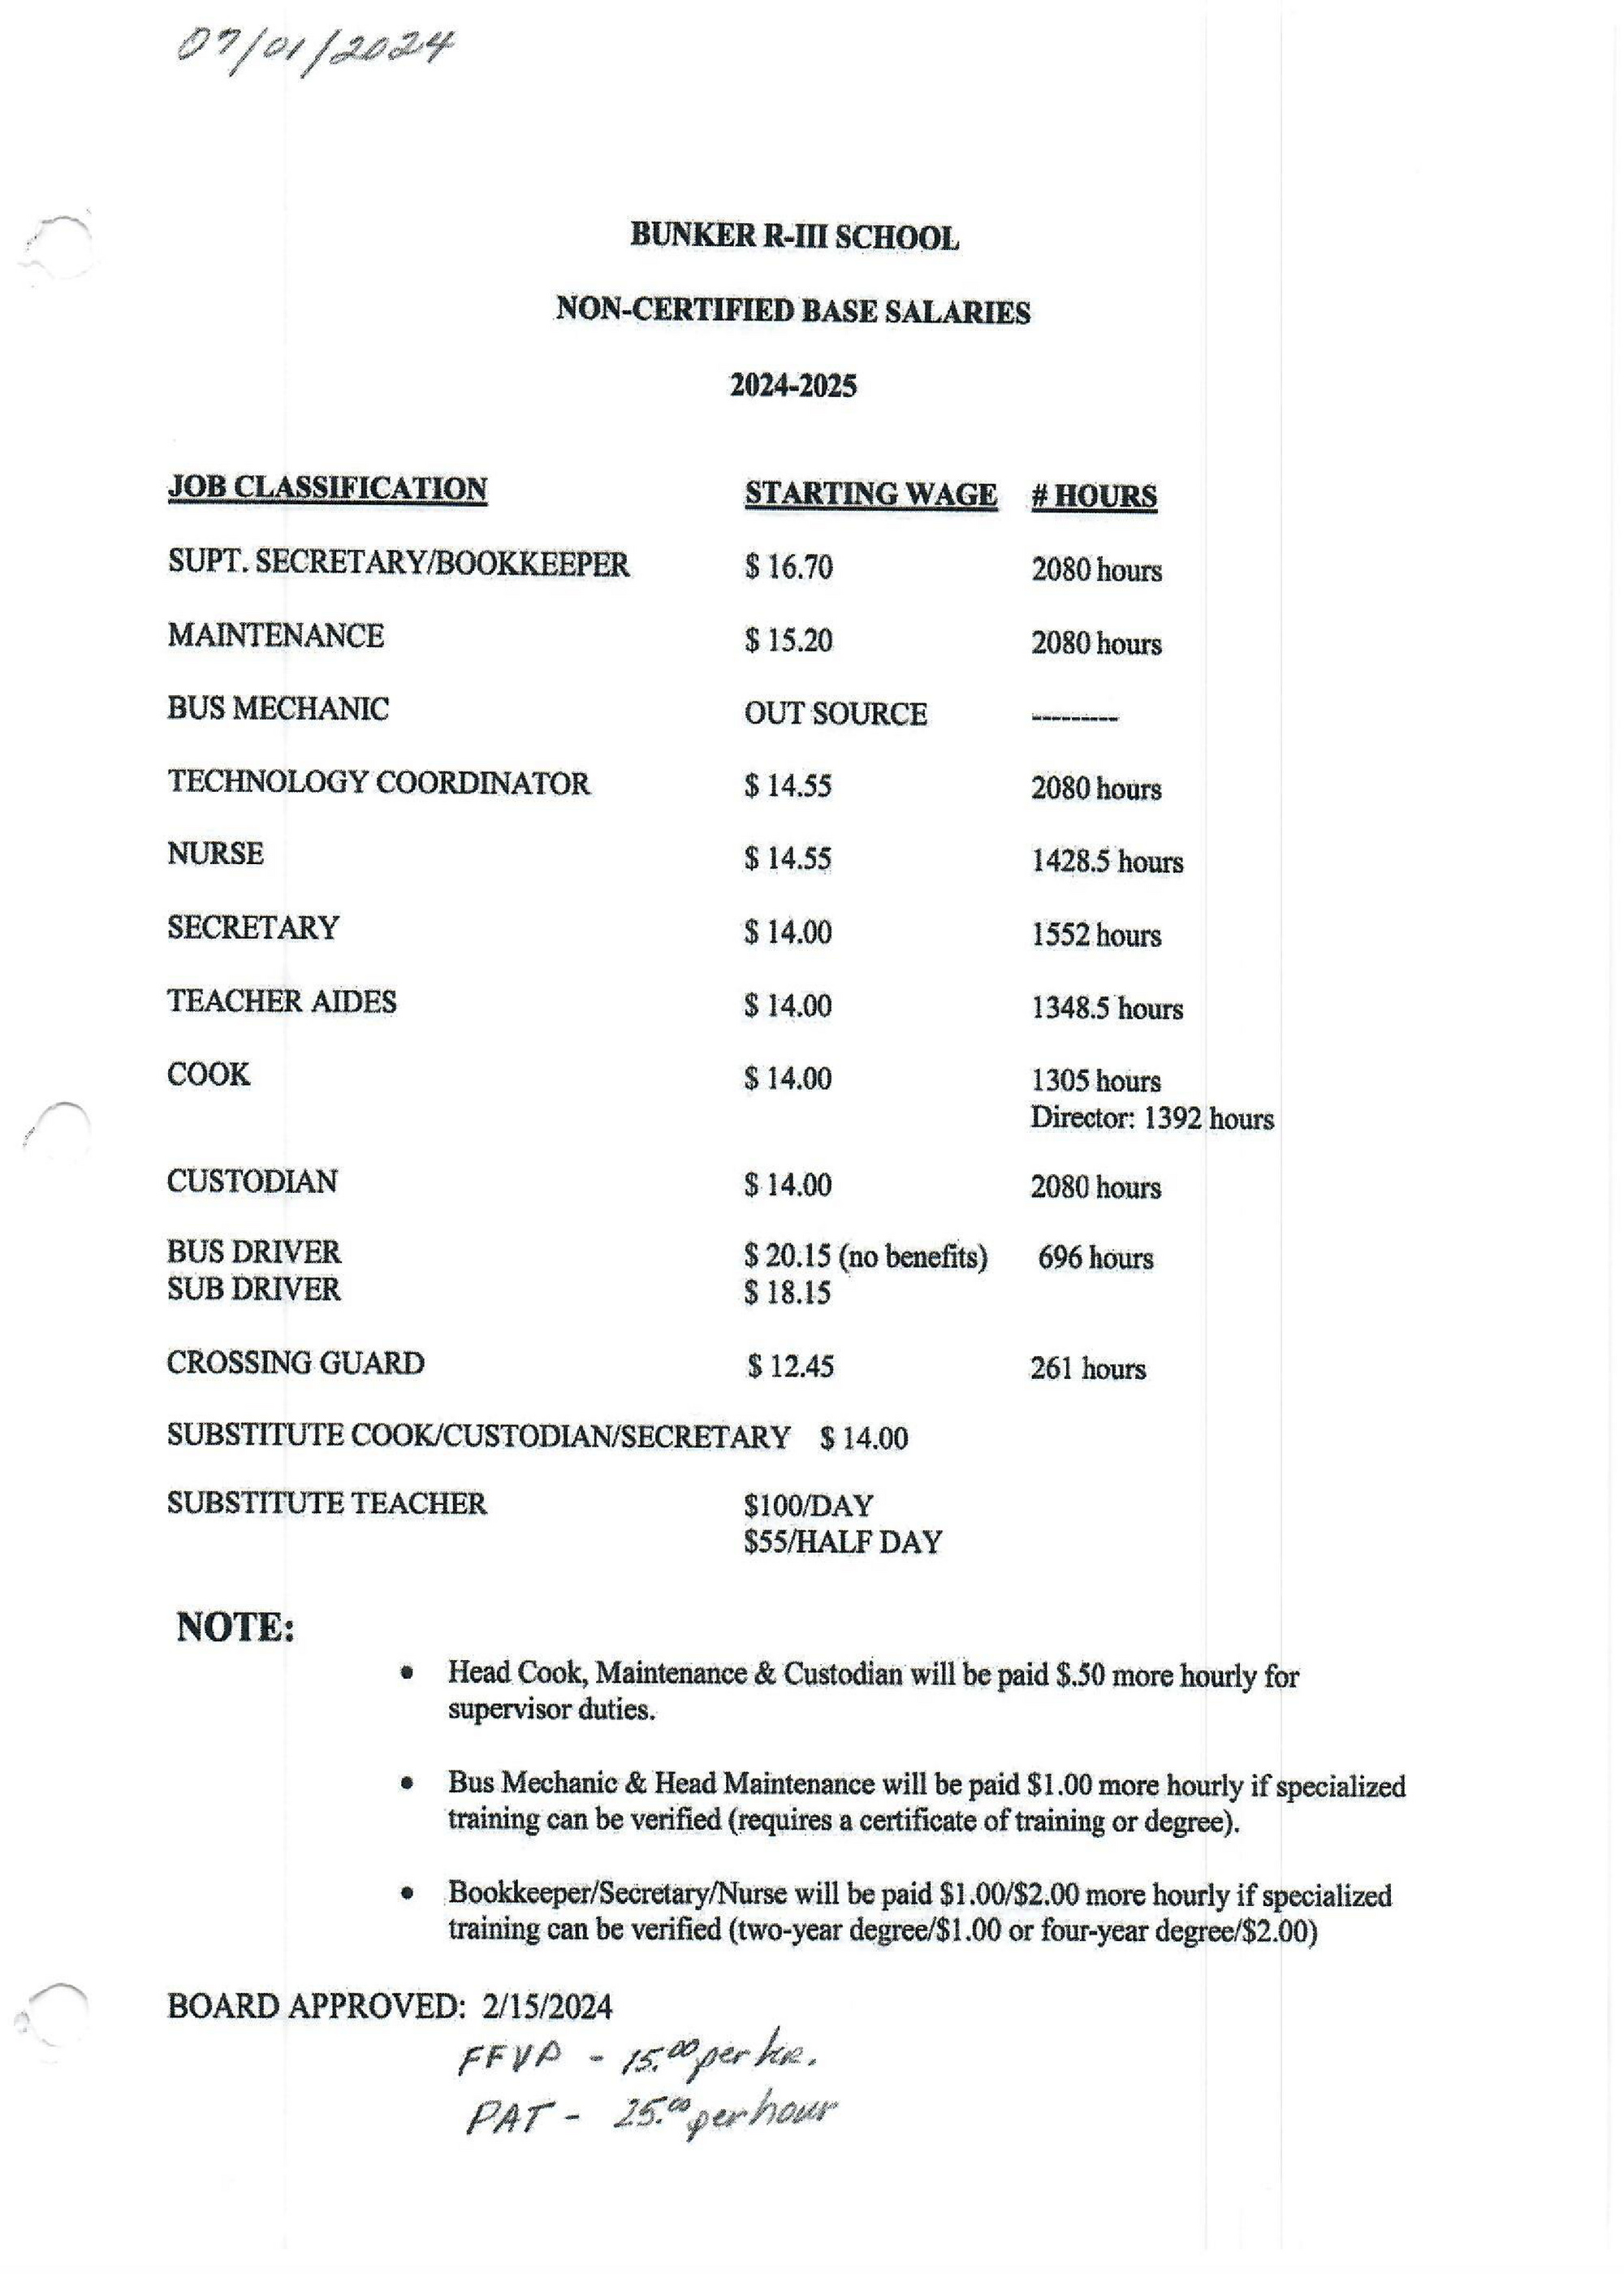 07/01/2024
BUNKER R-III SCHOOL
NON-CERTIFIED BASE SALARIES
2024-2025
JOB CLASSIFICATION STARTING WAGE # HOURS
SUPT. SECRETARY/BOOKKEEPER $ 16.70 2080 hours
MAINTENANCE $ 15.20 2080 hours
BUS MECHANIC OUT SOURCE ---------
TECHNOLOGY COORDINATOR $ 14.55 2080 hours
NURSE $ 14.55 1428.5 hours
SECRETARY $ 14.00 1552 hours
TEACHER AIDES $ 14.00 1348.5 hours
COOK $ 14.00 1305 hours
Director: 1392 hours
CUSTODIAN $ 14.00 2080 hours
BUS DRIVER $ 20.15 (no benefits) 696 hours
SUB DRIVER $ 18.15
CROSSING GUARD $ 12.45 261 hours
SUBSTITUTE COOK/CUSTODIAN/SECRETARY $ 14.00
SUBSTITUTE TEACHER $100/DAY
$55/HALF DAY
NOTE:
• Head Cook, Maintenance & Custodian will be paid $.50 more hourly for
supervisor duties.
• Bus Mechanic & Head Maintenance will be paid $1.00 more hourly if specialized
training can be verified (requires a certificate of training or degree).
• Bookkeeper/Secretary/Nurse will be paid $1.00/$2.00 more hourly if specialized
training can be verified (two-year degree/$1.00 or four-year degree/$2.00)
BOARD APPROVED: 2/15/2024
FFVP - 15.00 per hr.
PAT - 25.00 per hour